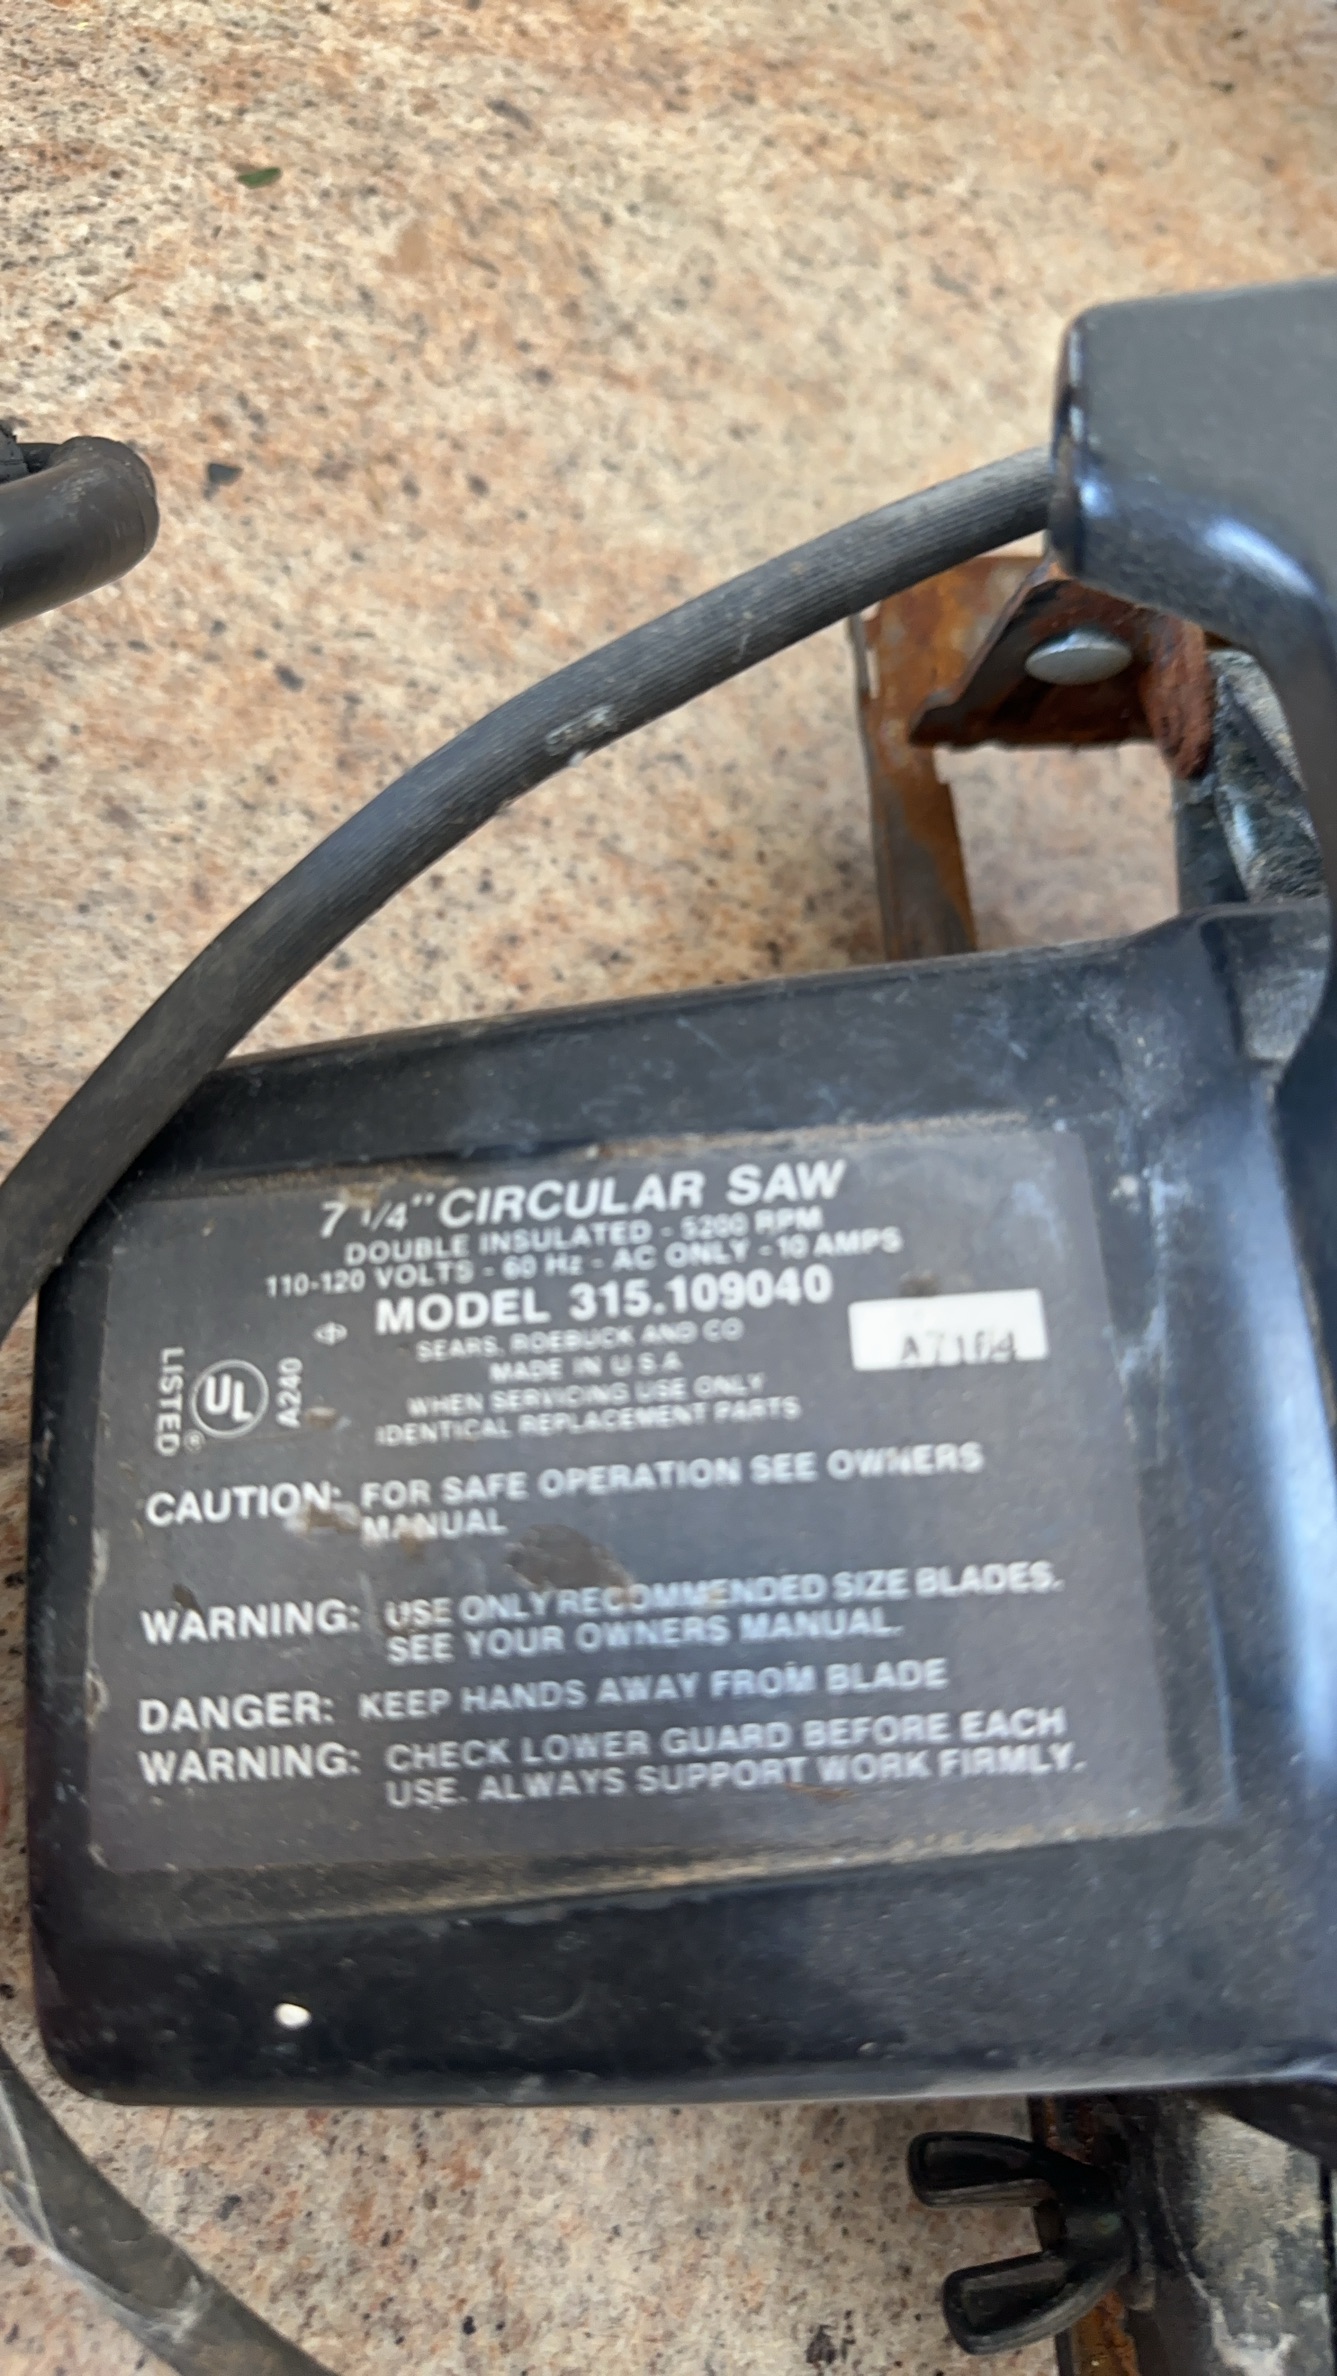 7 1/4" CIRCULAR SAW
DOUBLE INSULATED - 5200 RPM
110-120 VOLTS - 60 Hz - AC ONLY - 10 AMPS
MODEL 315.109040
SEARS, ROEBUCK AND CO
MADE IN U.S.A
WHEN SERVICING USE ONLY
IDENTICAL REPLACEMENT PARTS
LISTED
UL
®
A240
CAUTION: FOR SAFE OPERATION SEE OWNERS
MANUAL
WARNING: USE ONLY RECOMMENDED SIZE BLADES.
SEE YOUR OWNERS MANUAL.
DANGER: KEEP HANDS AWAY FROM BLADE
WARNING: CHECK LOWER GUARD BEFORE EACH
USE. ALWAYS SUPPORT WORK FIRMLY.